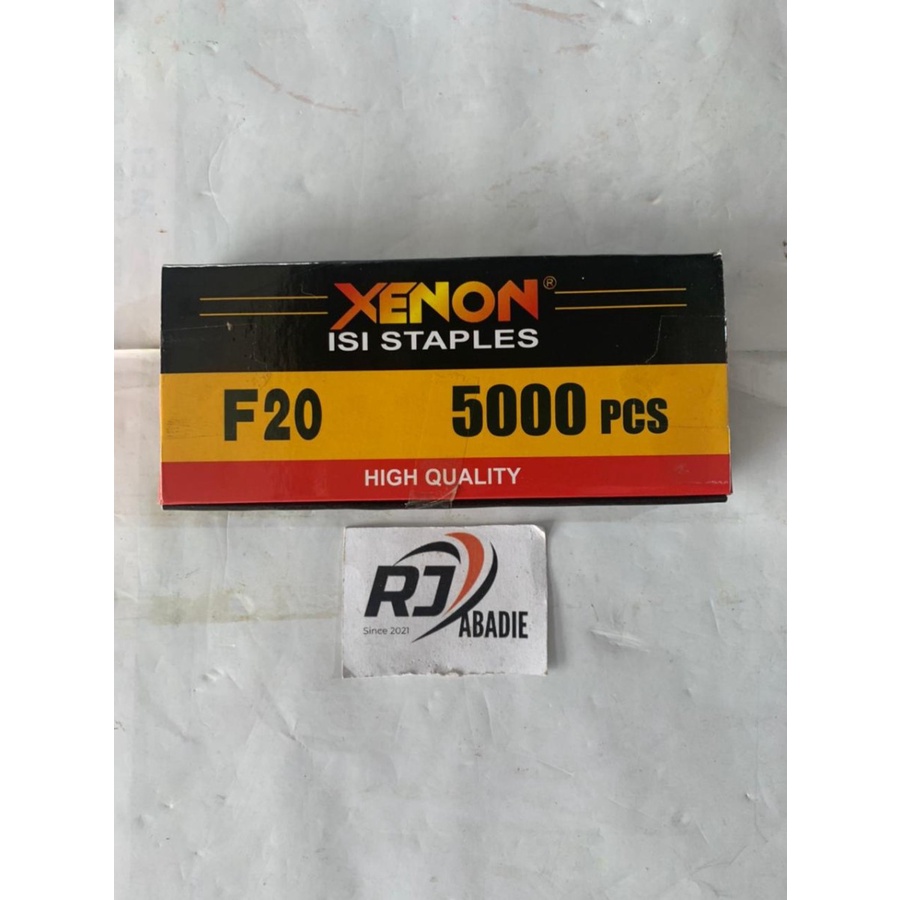 XENON®
ISI STAPLES
F20 5000 PCS
HIGH QUALITY
RJ
Since 2021
ABADIE